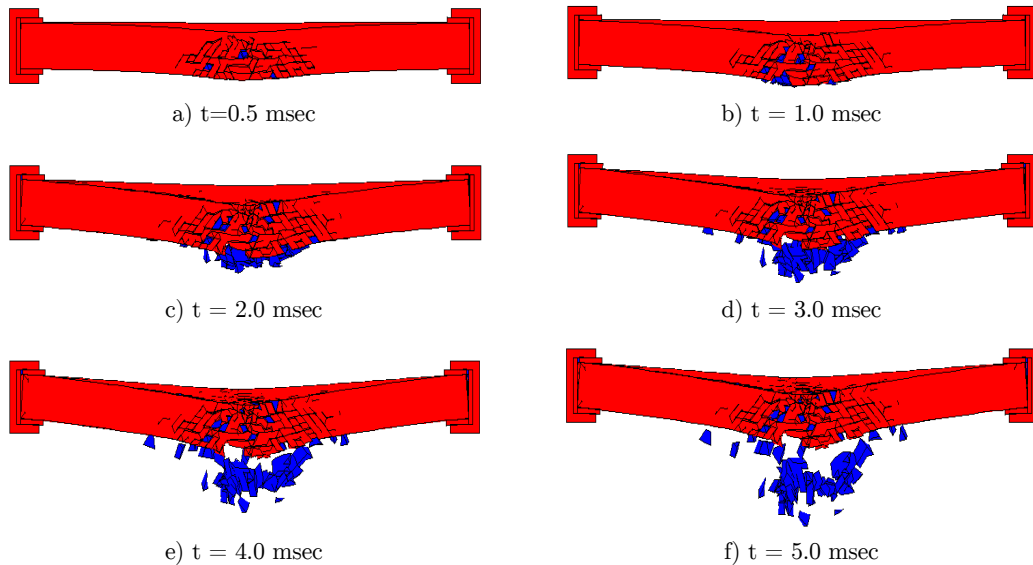 a) t=0.5 msec
b) t = 1.0 msec
c) t = 2.0 msec
d) t = 3.0 msec
e) t = 4.0 msec
f) t = 5.0 msec